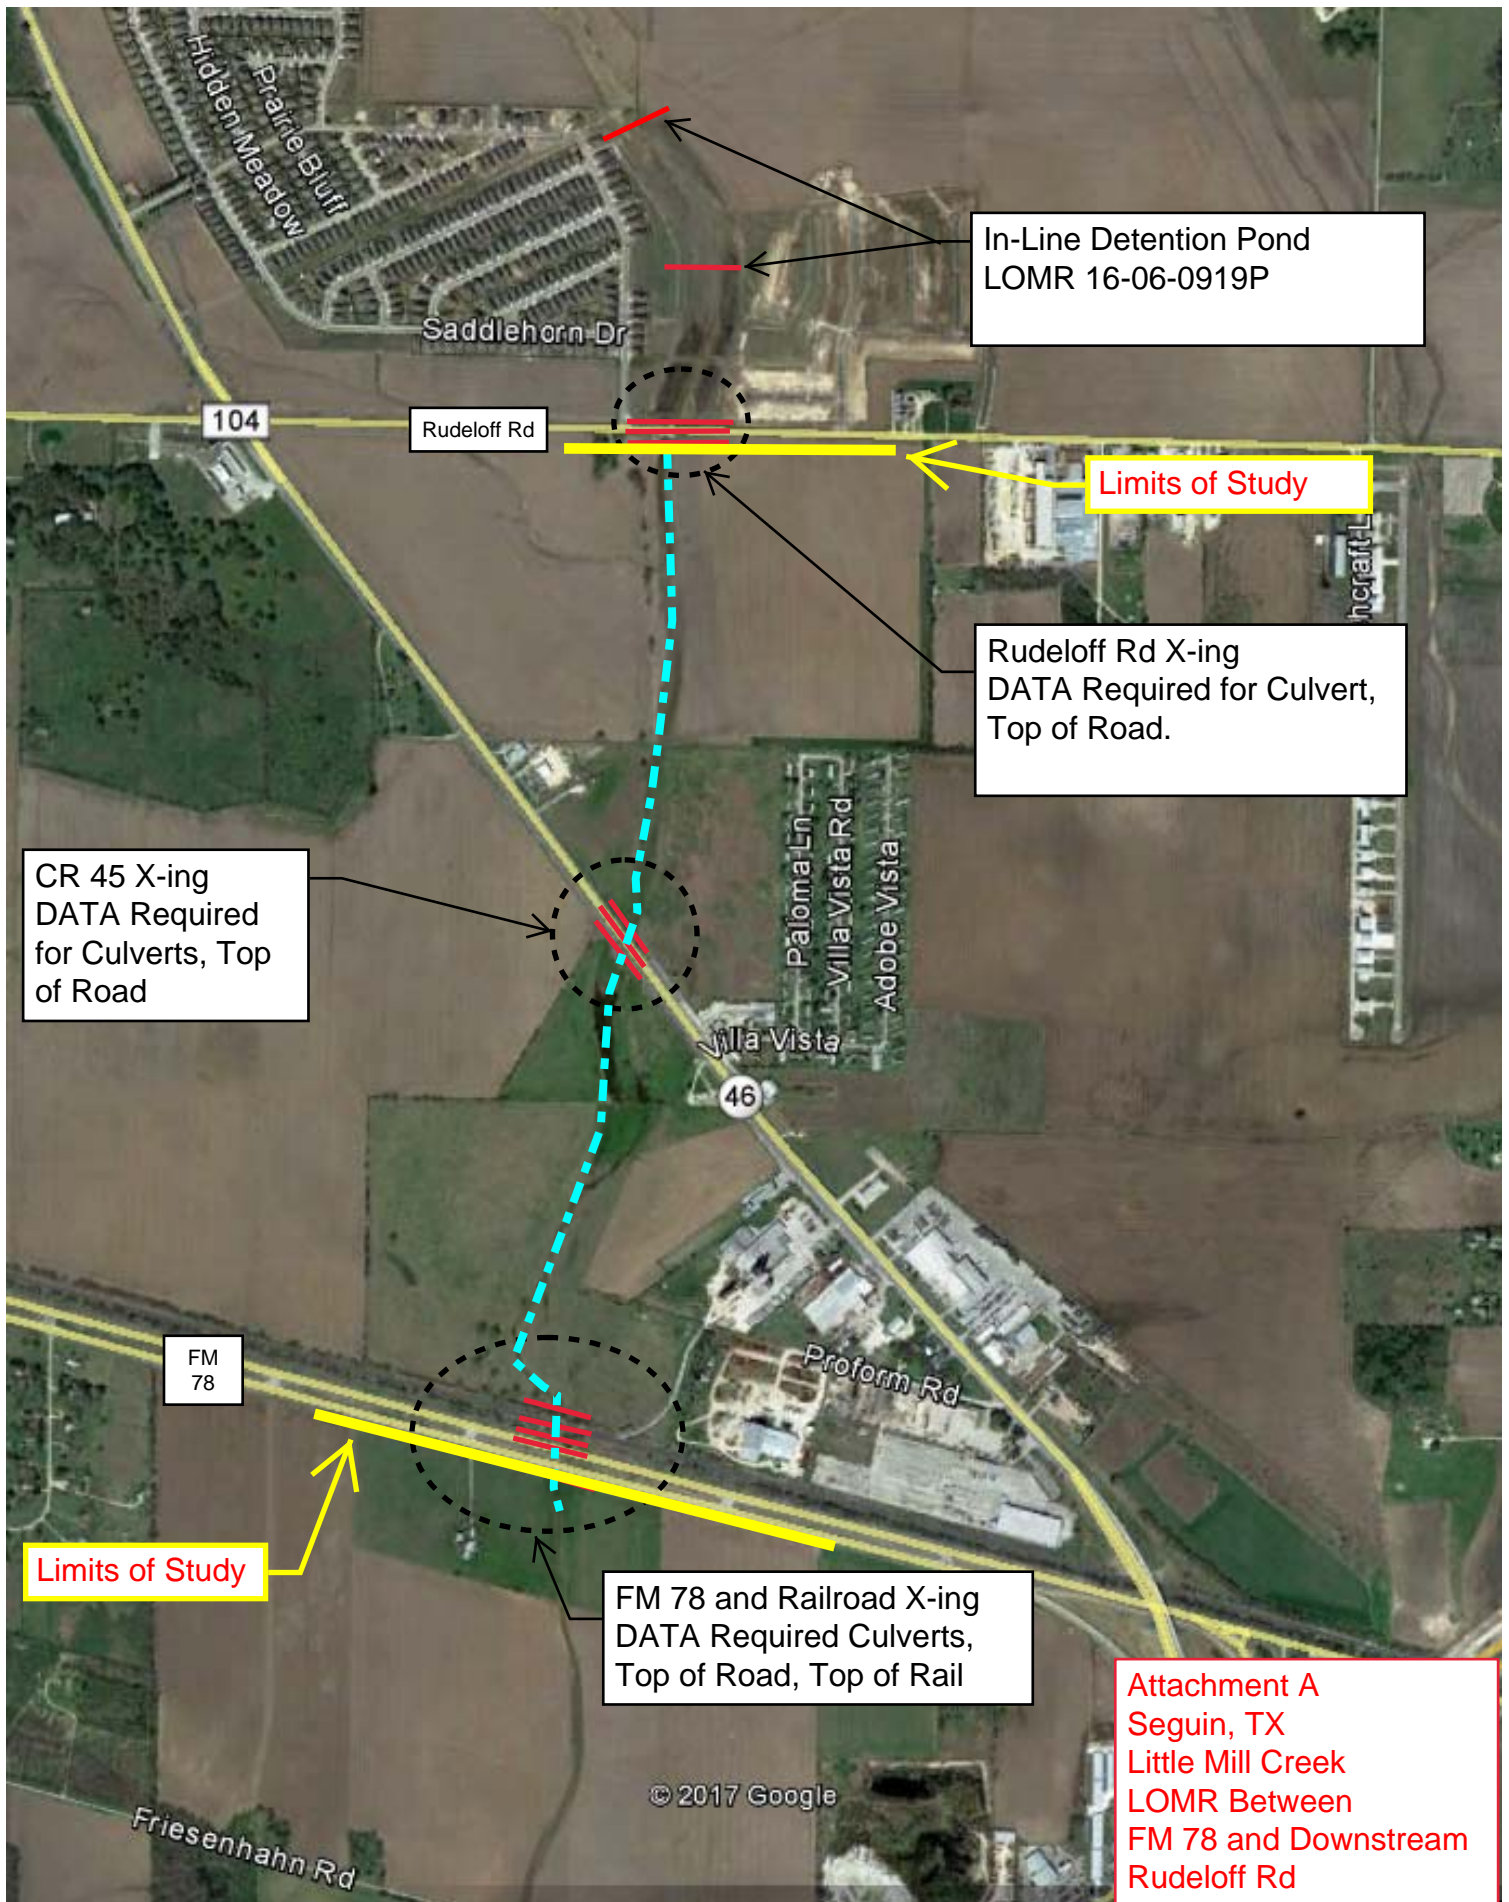 Hidden Meadow
Prairie Bluff
In-Line Detention Pond
LOMR 16-06-0919P
Saddlehorn Dr
104
Rudeloff Rd
Limits of Study
Rudeloff Rd X-ing
DATA Required for Culvert,
Top of Road.
CR 45 X-ing
DATA Required
for Culverts, Top
of Road
Paloma Ln
Villa Vista Rd
Adobe Vista
Villa Vista
46
FM
78
Proform Rd
Limits of Study
FM 78 and Railroad X-ing
DATA Required Culverts,
Top of Road, Top of Rail
Attachment A
Seguin, TX
Little Mill Creek
LOMR Between
FM 78 and Downstream
Rudeloff Rd
© 2017 Google
Friesenhahn Rd